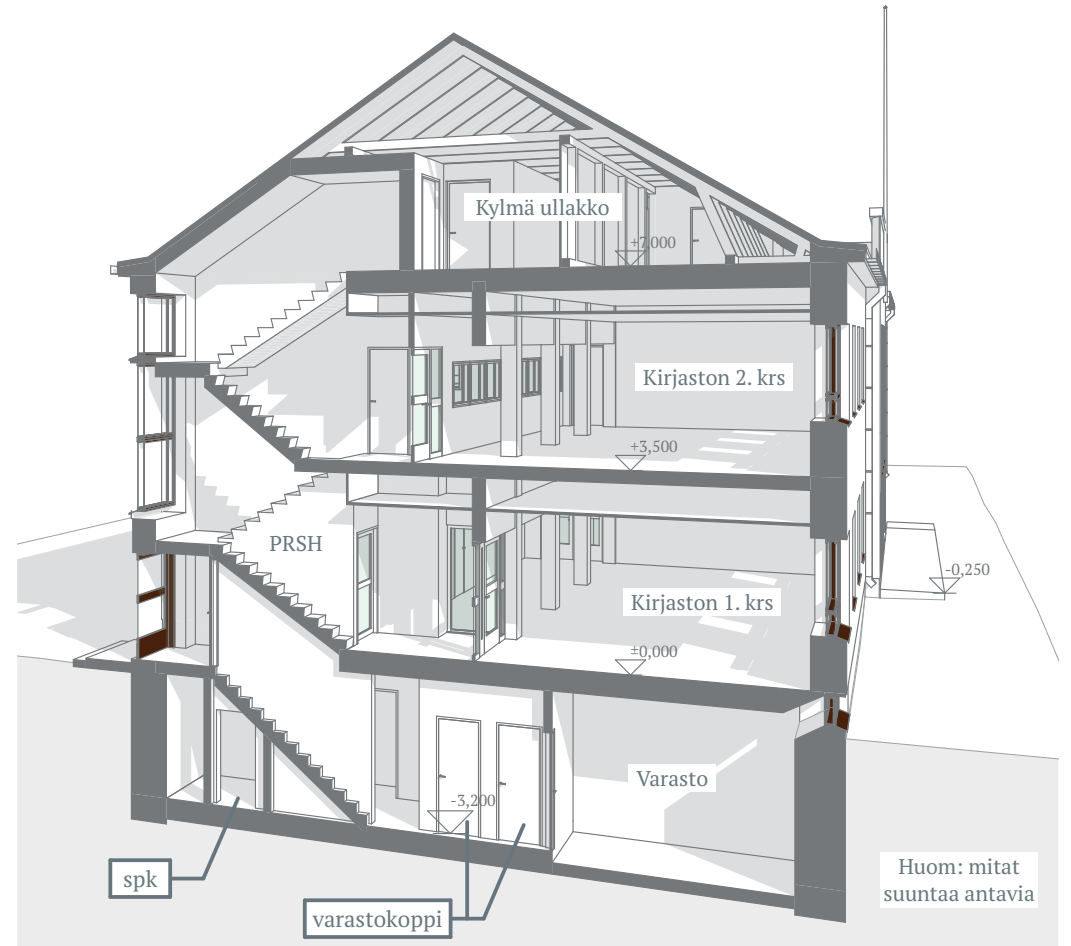 Kylmä ullakko
+7,000
Kirjaston 2. krs
+3,500
PRSH
-0,250
Kirjaston 1. krs
±0,000
Varasto
-3,200
spk
varastokoppi
Huom: mitat
suuntaa antavia